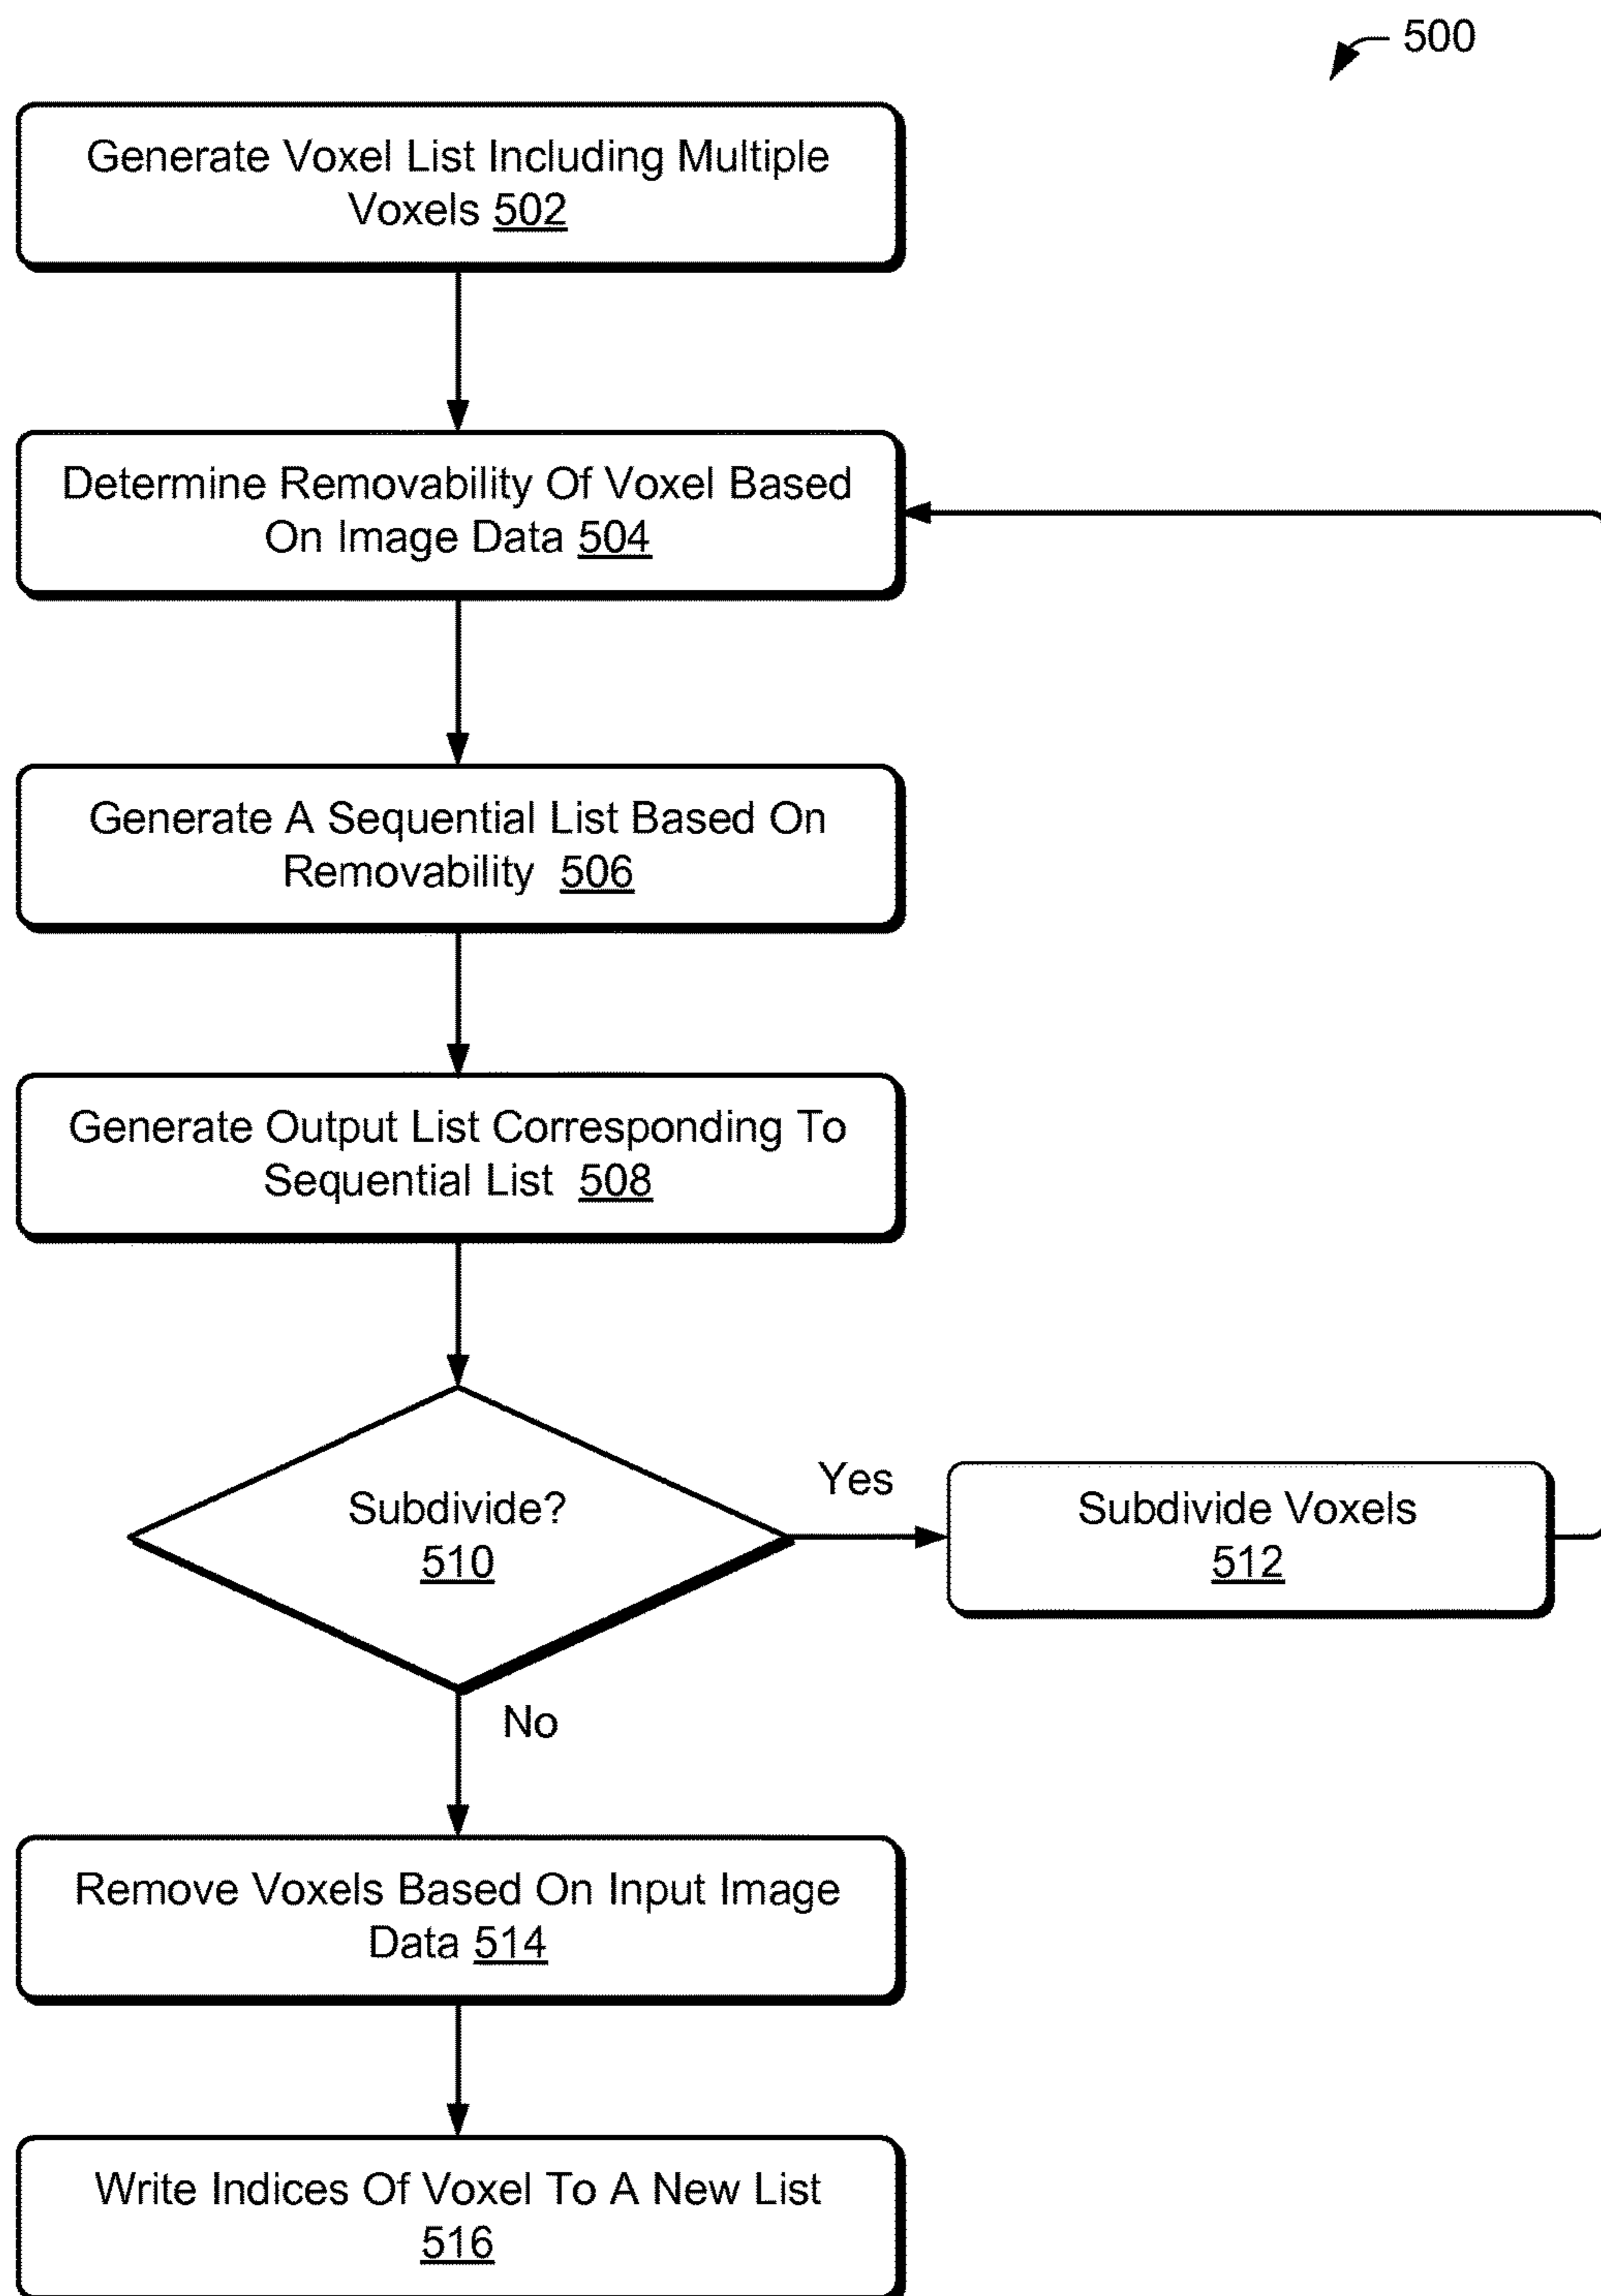 500
Generate Voxel List Including Multiple
Voxels 502
Determine Removability Of Voxel Based
On Image Data 504
Generate A Sequential List Based On
Removability 506
Generate Output List Corresponding To
Sequential List 508
Subdivide?
510
Yes
Subdivide Voxels
512
No
Remove Voxels Based On Input Image
Data 514
Write Indices Of Voxel To A New List
516